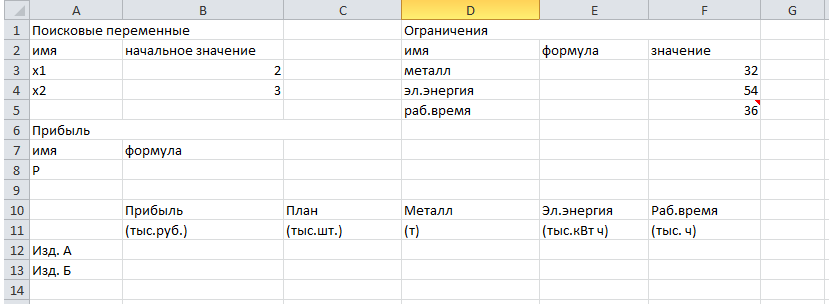 A B C D E F G
1 Поисковые переменные Ограничения
2 имя начальное значение имя формула значение
3 x1 2 металл 32
4 x2 3 эл.энергия 54
5 раб.время 36
6 Прибыль
7 имя формула
8 P
9
10 Прибыль План Металл Эл.энергия Раб.время
11 (тыс.руб.) (тыс.шт.) (т) (тыс.кВт ч) (тыс. ч)
12 Изд. А
13 Изд. Б
14